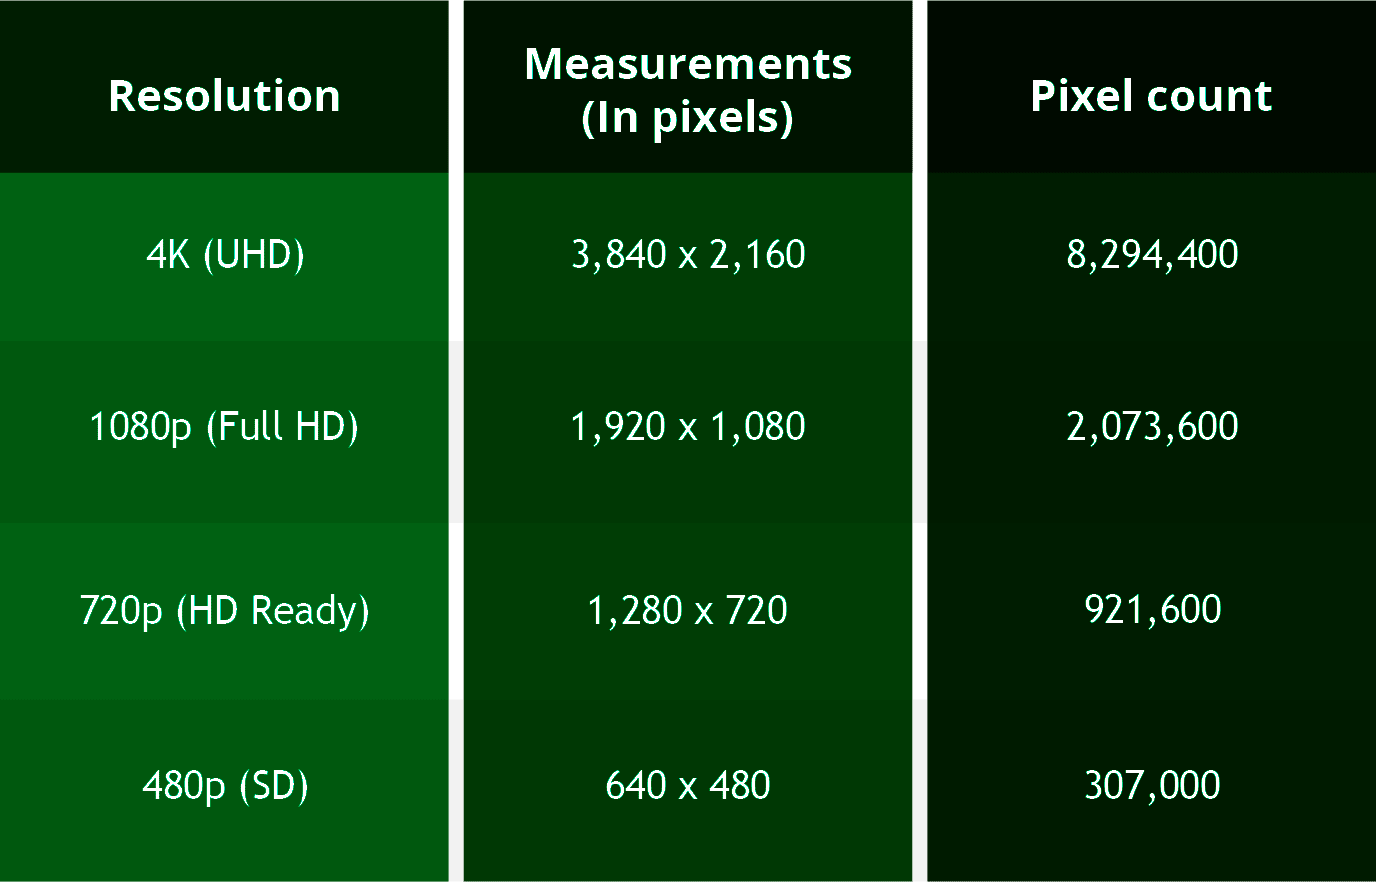 Resolution
Measurements
(In pixels)
Pixel count
4K (UHD)
3,840 x 2,160
8,294,400
1080p (Full HD)
1,920 x 1,080
2,073,600
720p (HD Ready)
1,280 x 720
921,600
480p (SD)
640 x 480
307,000